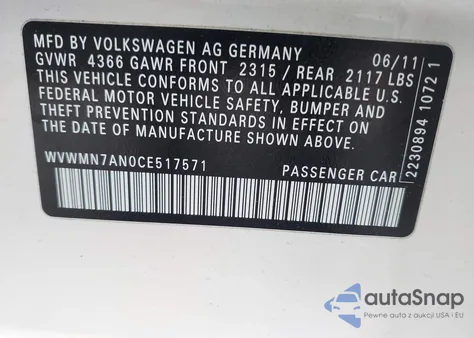 MFD BY VOLKSWAGEN AG GERMANY 06/11
GVWR 4366 GAWR FRONT 2315 / REAR 2117 LBS
THIS VEHICLE CONFORMS TO ALL APPLICABLE U.S.
FEDERAL MOTOR VEHICLE SAFETY, BUMPER AND
THEFT PREVENTION STANDARDS IN EFFECT ON THE
DATE OF MANUFACTURE SHOWN ABOVE.
WVWMN7AN0CE517571
PASSENGER CAR
2230894 1072 1
autoSnap
Pewne auta z aukcji USA i EU